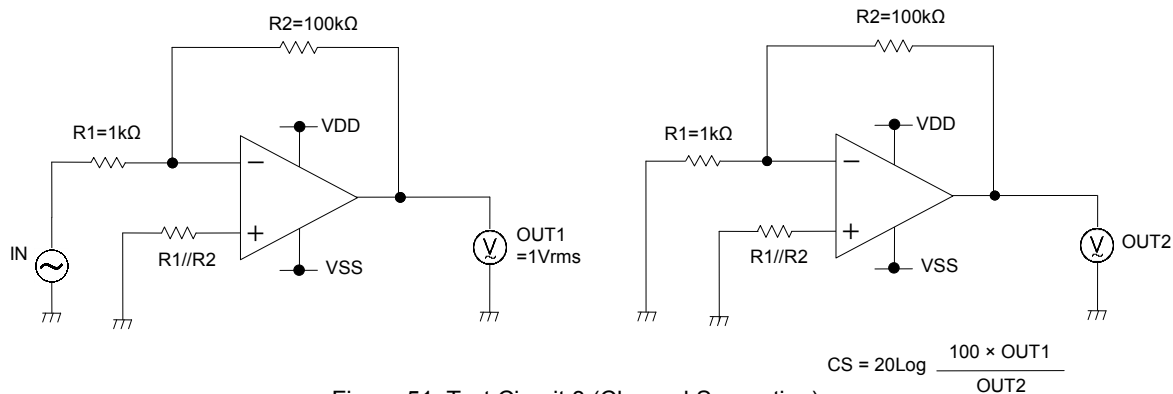 R2=100kΩ
R1=1kΩ
VDD
−
+
R1//R2
VSS
IN
V
OUT1
=1Vrms
R2=100kΩ
R1=1kΩ
VDD
−
+
R1//R2
VSS
V
OUT2
CS = 20Log 100 × OUT1
OUT2